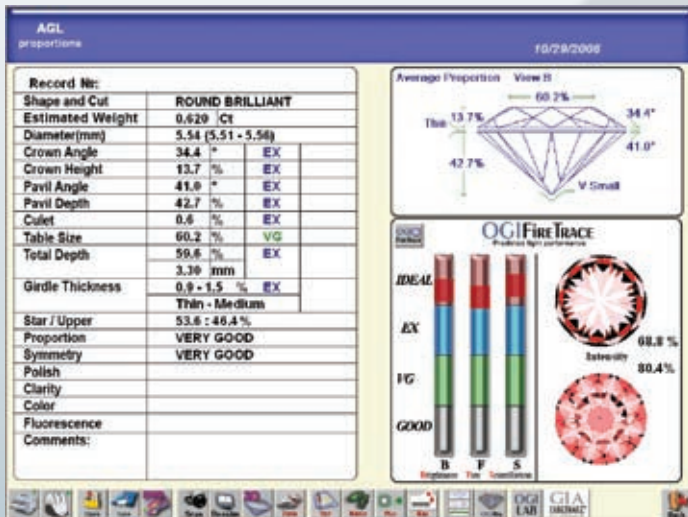 AGL
proportions
10/29/2006
Record Nr:
Shape and Cut ROUND BRILLIANT
Estimated Weight 0.620 Ct
Diameter(mm) 5.54 (5.51 - 5.56)
Crown Angle 34.4 ° EX
Crown Height 13.7 % EX
Pavil Angle 41.0 ° EX
Pavil Depth 42.7 % EX
Culet 0.6 % EX
Table Size 60.2 % VG
Total Depth 59.6 % EX
3.30 mm
Girdle Thickness 0.9 - 1.5 % EX
Thin - Medium
Star / Upper 53.6 : 46.4%
Proportion VERY GOOD
Symmetry VERY GOOD
Polish
Clarity
Color
Fluorescence
Comments:
Average Proportion View B
60.2%
Thin 13.7% 34.4°
41.0°
42.7%
V Small
OGI FIRETRACE
IDEAL
EX
VG
GOOD
B F S
Intensity
68.8 %
80.4%
OGI
LAB
GIA